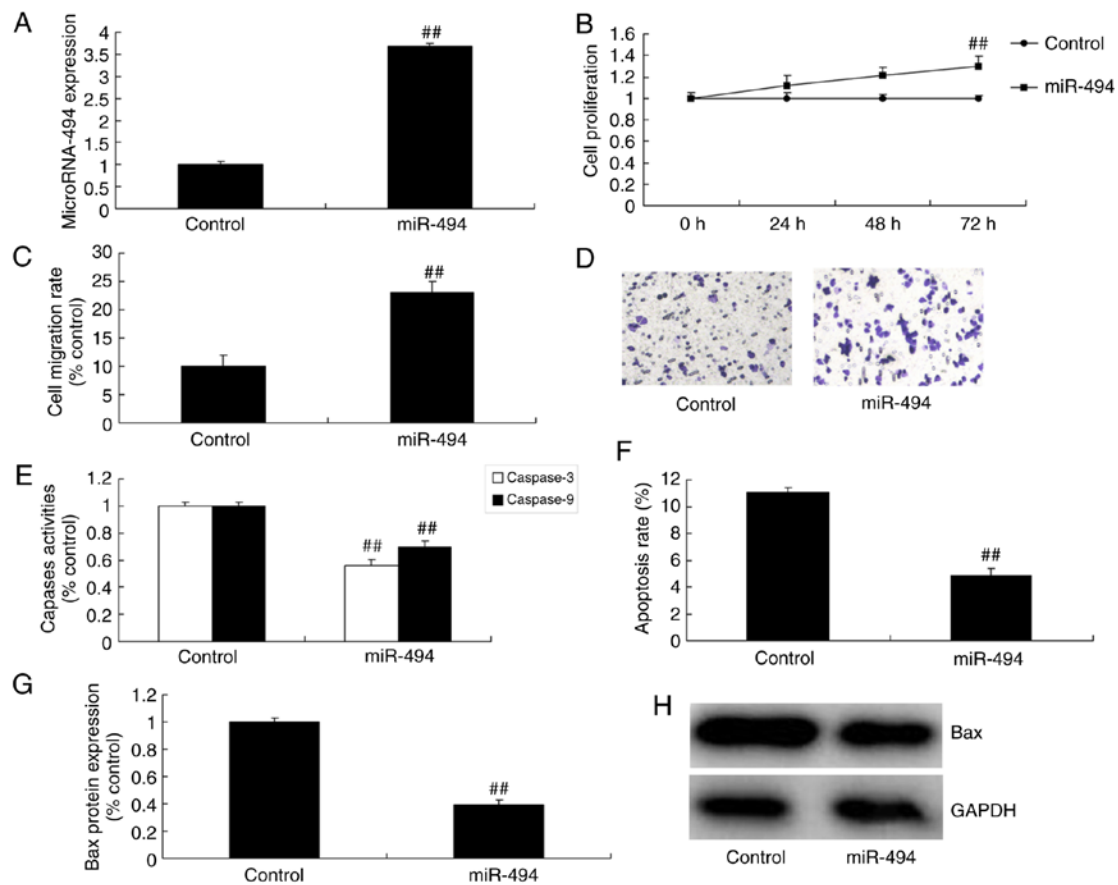 A
MicroRNA-494 expression
4
3.5
3
2.5
2
1.5
1
0.5
0
##
Control
miR-494
B
Cell proliferation
1.6
1.4
1.2
1
0.8
0.6
0.4
0.2
0
##
0 h
24 h
48 h
72 h
Control
miR-494
C
Cell migration rate
(% control)
30
25
20
15
10
5
0
##
Control
miR-494
D
Control
miR-494
E
Capases activities
(% control)
1.2
1
0.8
0.6
0.4
0.2
0
##
##
Caspase-3
Caspase-9
Control
miR-494
F
Apoptosis rate (%)
12
10
8
6
4
2
0
##
Control
miR-494
G
Bax protein expression
(% control)
1.2
1
0.8
0.6
0.4
0.2
0
##
Control
miR-494
H
Bax
GAPDH
Control
miR-494